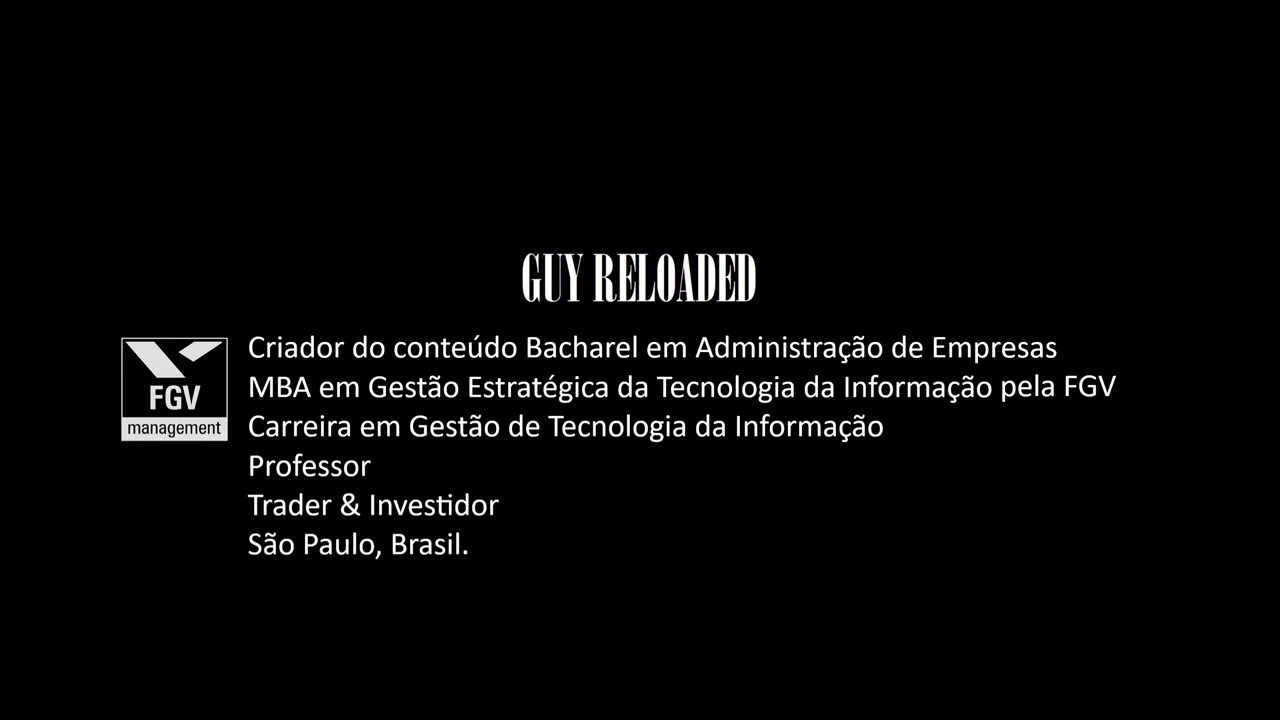 GUY RELOADED
FGV
management
Criador do conteúdo Bacharel em Administração de Empresas
MBA em Gestão Estratégica da Tecnologia da Informação pela FGV
Carreira em Gestão de Tecnologia da Informação
Professor
Trader & Investidor
São Paulo, Brasil.